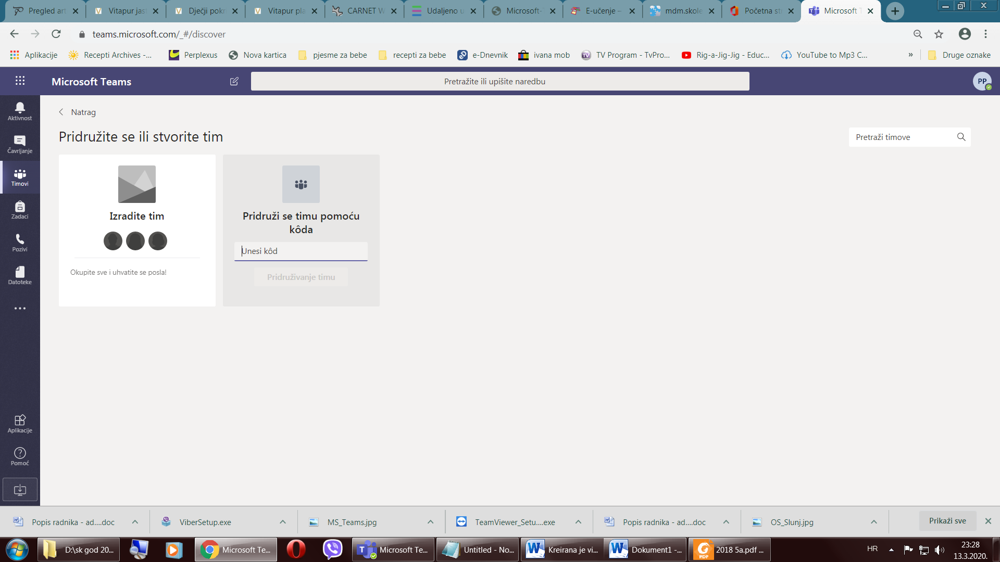 Pregled art
Vitapur jast
Dječji pokri
Vitapur pla
CARNET W
Udaljeno u
Microsoft-
E-učenje –
mdm.skole
Početna str
Microsoft T
teams.microsoft.com/_#/discover
Aplikacije
Recepti Archives -...
Perplexus
Nova kartica
pjesme za bebe
recepti za bebe
e-Dnevnik
ivana mob
TV Program - TvPro...
Rig-a-Jig-Jig - Educ...
YouTube to Mp3 C...
»
Druge oznake
Microsoft Teams
Pretražite ili upišite naredbu
PP
Aktivnost
Čavrljanje
Timovi
Zadaci
Pozivi
Datoteke
Aplikacije
Pomoć
Natrag
Pridružite se ili stvorite tim
Pretraži timove
Izradite tim
Okupite sve i uhvatite se posla!
Pridruži se timu pomoću
kôda
Unesi kôd
Pridruživanje timu
Popis radnika - ad....doc
ViberSetup.exe
MS_Teams.jpg
TeamViewer_Setu....exe
Popis radnika - ad....doc
OS_Slunj.jpg
Prikaži sve
D:\sk god 20...
Microsoft Te...
Microsoft Te...
Untitled - No...
Kreirana je vi...
Dokument1 -...
2018 5a.pdf ...
HR
23:28
13.3.2020.